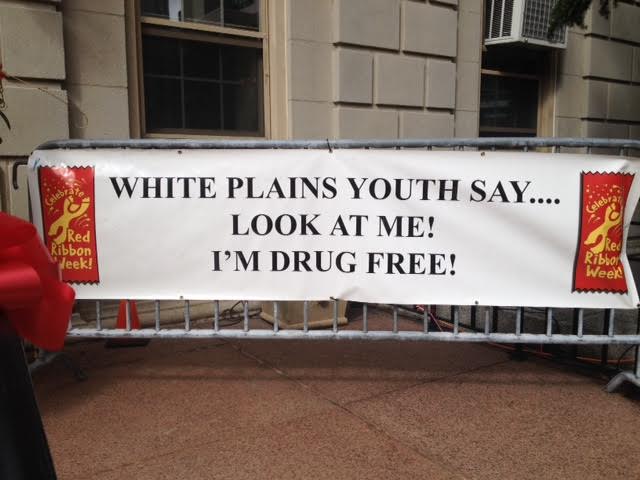 Celebrate
Red
Ribbon
Week!
WHITE PLAINS YOUTH SAY....
LOOK AT ME!
I'M DRUG FREE!
Celebrate
Red
Ribbon
Week!